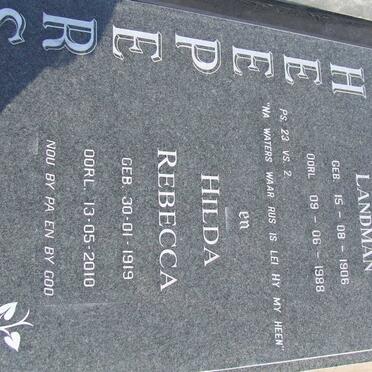 H
E
E
P
E
R
S
LANDMAN
GEB. 15 - 08 - 1906
OORL. 09 - 06 - 1988
PS. 23 VS. 2
"NA WATERS WAAR RUS IS LEI HY MY HEEN"
en
HILDA
REBECCA
GEB. 30-01-1919
OORL. 13-05-2010
NOU BY PA EN BY GOD